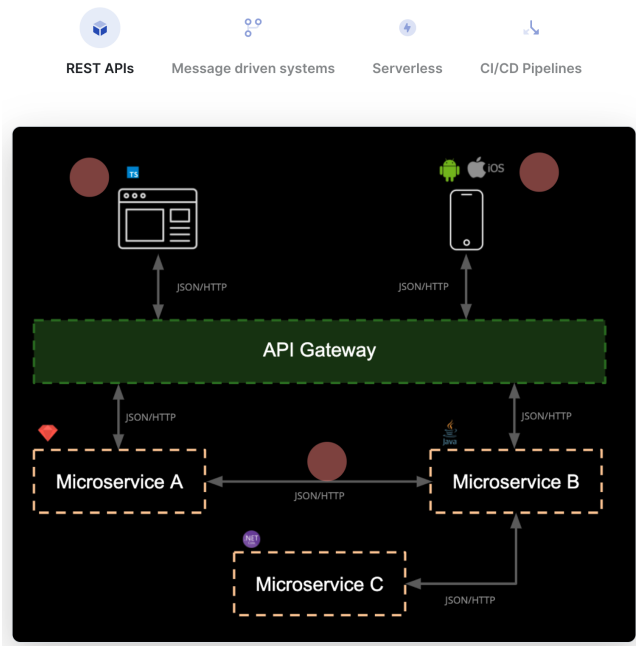 REST APIs
Message driven systems
Serverless
CI/CD Pipelines
TS
iOS
JSON/HTTP
JSON/HTTP
API Gateway
JSON/HTTP
JSON/HTTP
Java
Microservice A
Microservice B
JSON/HTTP
.NET
Microservice C
JSON/HTTP